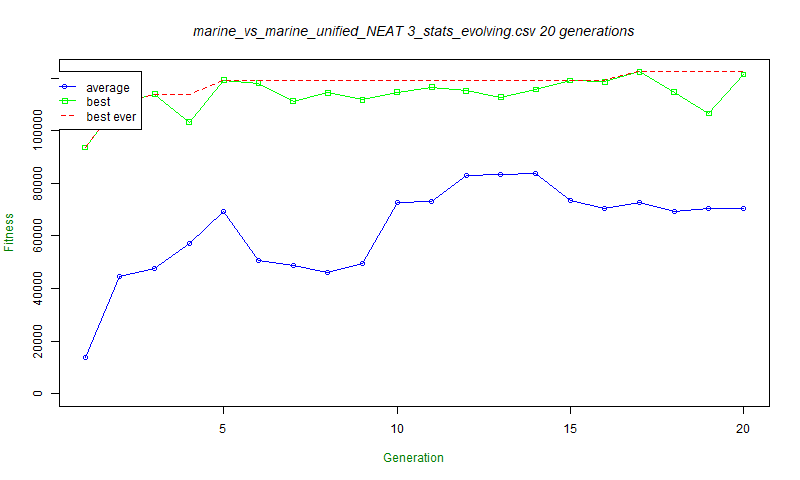 marine_vs_marine_unified_NEAT 3_stats_evolving.csv 20 generations
average
best
best ever
100000
80000
60000
40000
20000
0
Fitness
5
10
15
20
Generation